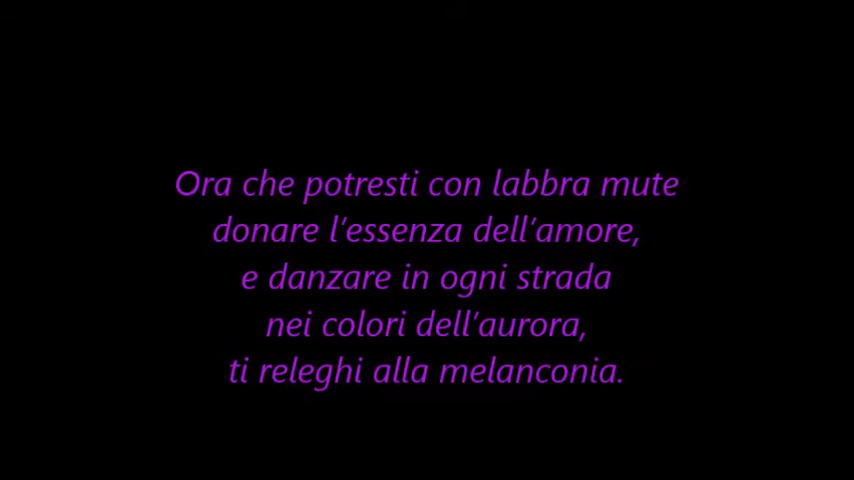 Ora che potresti con labbra mute
donare l’essenza dell’amore,
e danzare in ogni strada
nei colori dell’aurora,
ti releghi alla melanconia.